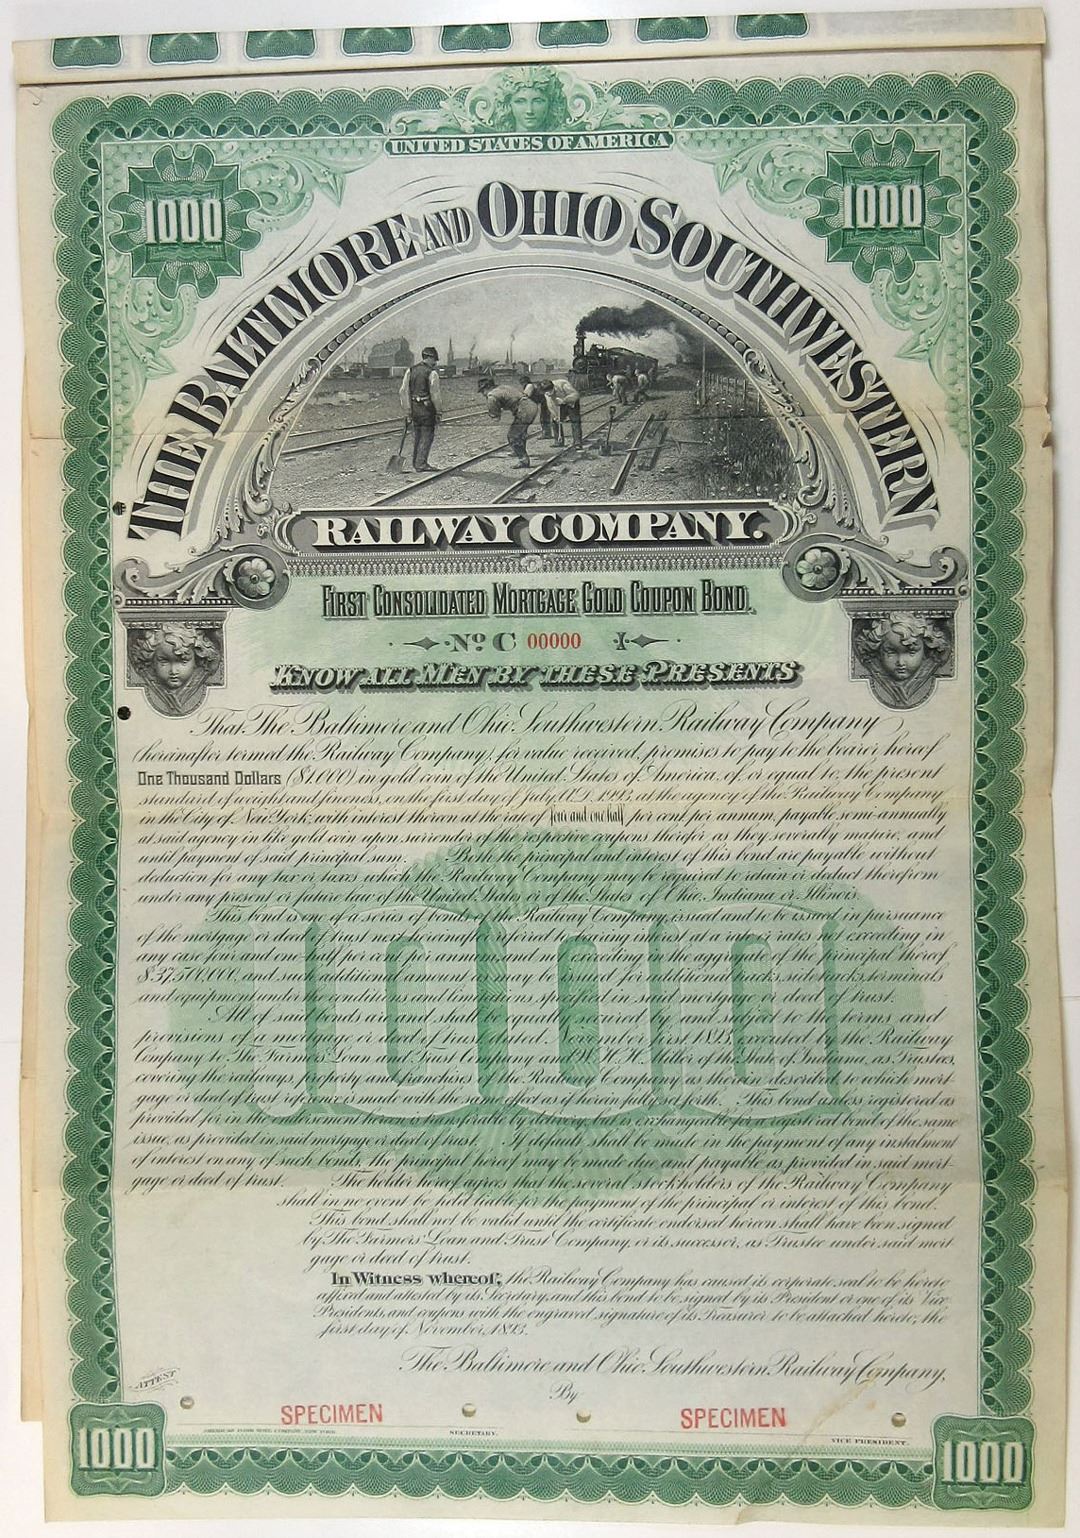 UNITED STATES OF AMERICA
1000 1000
THE BALTIMORE AND OHIO SOUTHWESTERN
RAILWAY COMPANY.
FIRST CONSOLIDATED MORTGAGE GOLD COUPON BOND.
No C 00000
KNOW ALL MEN BY THESE PRESENTS
That The Baltimore and Ohio Southwestern Railway Company
(hereinafter termed the Railway Company), for value received, promises to pay to the bearer hereof
One Thousand Dollars ($1,000) in gold coin of the United States of America, of, or equal to, the present
standard of weight and fineness, on the first day of July, A.D. 1993, at the agency of the Railway Company
in the City of New York, with interest thereon at the rate of four and one half per cent. per annum, payable semi-annually
at said agency in like gold coin upon surrender of the respective coupons therefor as they severally mature, and
until payment of said principal sum. Both the principal and interest of this bond are payable without
deduction for any tax or taxes which the Railway Company may be required to retain or deduct therefrom
under any present or future law of the United States or of the States of Ohio, Indiana or Illinois.
This bond is one of a series of bonds of the Railway Company, issued and to be issued in pursuance
of the mortgage or deed of trust next hereinafter referred to bearing interest at a rate or rates not exceeding in
any case four and one-half per cent. per annum, and not exceeding in the aggregate of the principal thereof
$37,500,000, and such additional amount as may be issued for additional tracks, sidetracks, terminals
and equipment under the conditions and limitations specified in said mortgage or deed of trust.
All of said bonds are and shall be equally secured by, and subject to the terms and
provisions of a mortgage or deed of trust dated November first, 1893, executed by the Railway
Company to The Farmers' Loan and Trust Company and W. H. H. Miller of the State of Indiana, as Trustees,
covering the railways, property and franchises of the Railway Company as therein described, to which mort-
gage or deed of trust reference is made with the same effect as if herein fully set forth. This bond unless registered as
provided for in the endorsement hereon is transferable by delivery, but is exchangeable for a registered bond of the same
issue, as provided in said mortgage or deed of trust. If default shall be made in the payment of any instalment
of interest on any of such bonds, the principal hereof may be made due and payable as provided in said mort-
gage or deed of trust. The holder hereof agrees that the several stockholders of the Railway Company
shall in no event be held liable for the payment of the principal or interest of this bond.
This bond shall not be valid until the certificate endorsed hereon shall have been signed
by The Farmers' Loan and Trust Company, or its successor, as Trustee under said mort-
gage or deed of trust.
In Witness whereof, the Railway Company has caused its corporate seal to be hereto
affixed and attested by its Secretary, and this bond to be signed by its President or one of its Vice
Presidents, and coupons with the engraved signature of its Treasurer to be attached hereto, the
first day of November, 1893.
The Baltimore and Ohio Southwestern Railway Company,
By
ATTEST
SPECIMEN SPECIMEN
AMERICAN BANK NOTE COMPANY, NEW YORK.
SECRETARY.
VICE PRESIDENT.
1000 1000